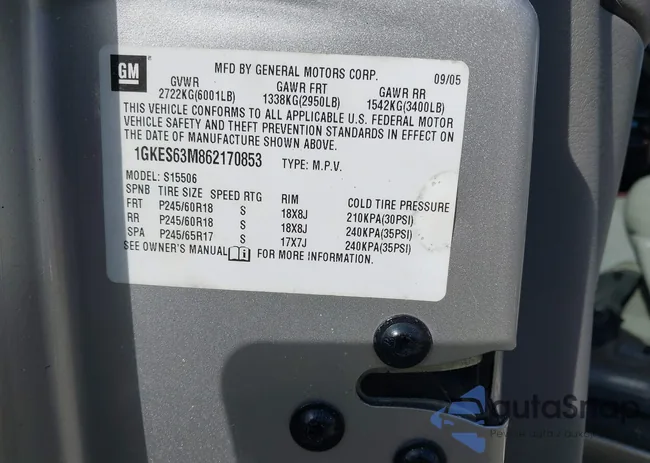 GM
MFD BY GENERAL MOTORS CORP. 09/05
GVWR GAWR FRT GAWR RR
2722KG(6001LB) 1338KG(2950LB) 1542KG(3400LB)
THIS VEHICLE CONFORMS TO ALL APPLICABLE U.S. FEDERAL MOTOR
VEHICLE SAFETY AND THEFT PREVENTION STANDARDS IN EFFECT ON
THE DATE OF MANUFACTURE SHOWN ABOVE.
1GKES63M862170853 TYPE: M.P.V.
MODEL: S15506
SPNB TIRE SIZE SPEED RTG RIM COLD TIRE PRESSURE
FRT P245/60R18 S 18X8J 210KPA(30PSI)
RR P245/60R18 S 18X8J 240KPA(35PSI)
SPA P245/65R17 S 17X7J 240KPA(35PSI)
SEE OWNER'S MANUAL FOR MORE INFORMATION.
autaSnap